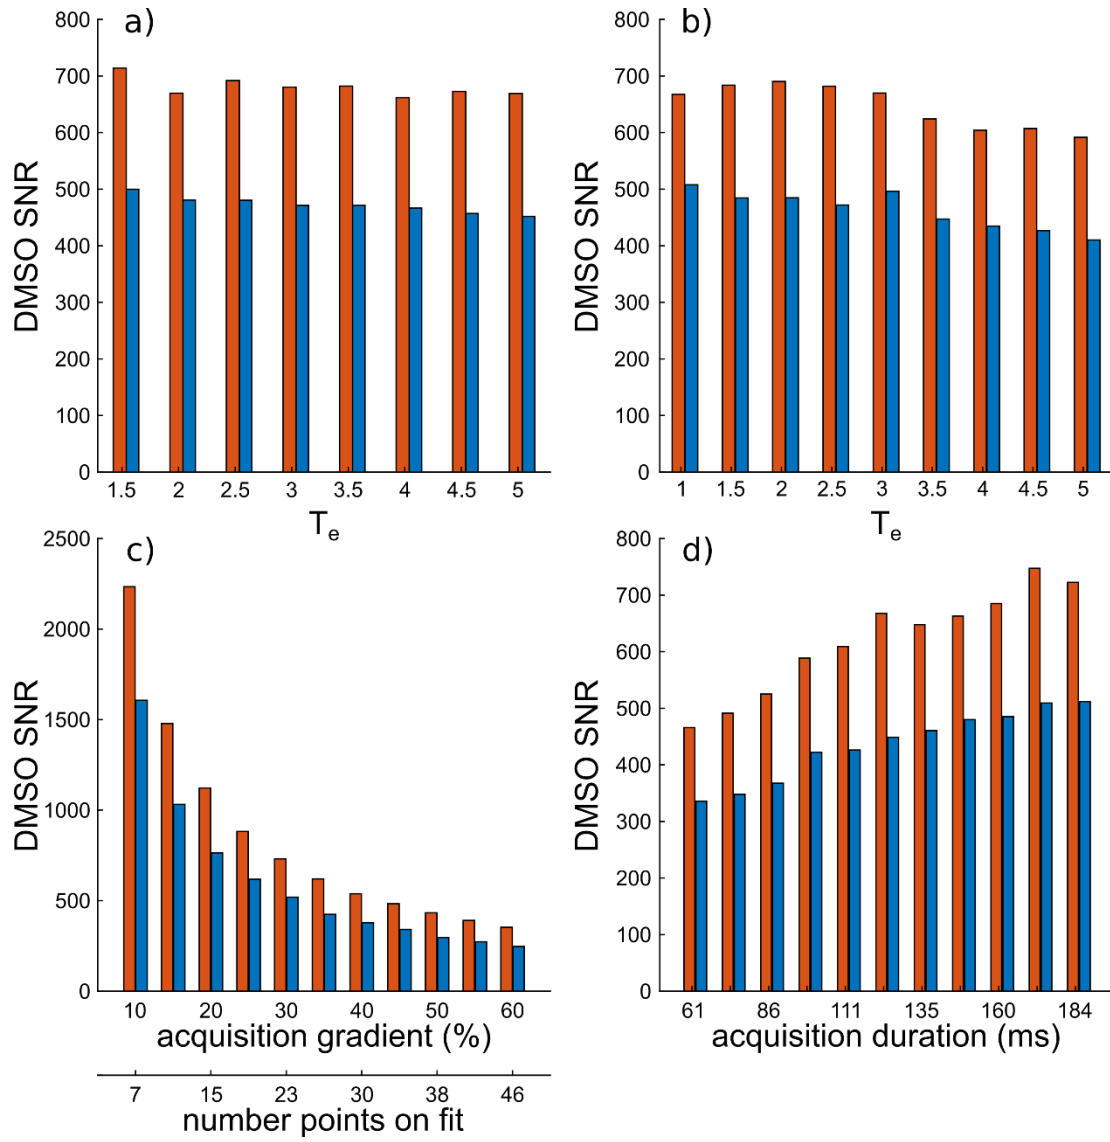 a)
DMSO SNR
800
700
600
500
400
300
200
100
0
1.5 2 2.5 3 3.5 4 4.5 5
Te
b)
DMSO SNR
800
700
600
500
400
300
200
100
0
1 1.5 2 2.5 3 3.5 4 4.5 5
Te
c)
DMSO SNR
2500
2000
1500
1000
500
0
10 20 30 40 50 60
acquisition gradient (%)
7 15 23 30 38 46
number points on fit
d)
DMSO SNR
800
700
600
500
400
300
200
100
0
61 86 111 135 160 184
acquisition duration (ms)